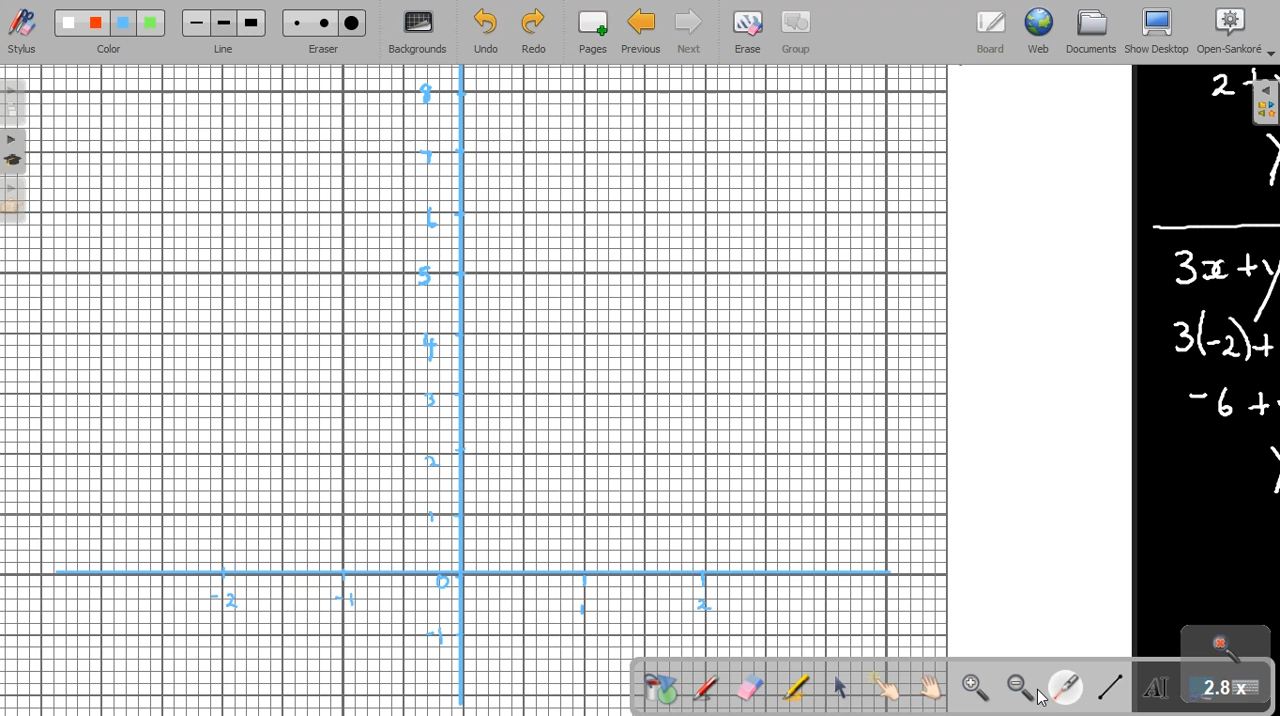 Stylus Color Line Eraser Backgrounds Undo Redo Pages Previous Next Erase Group Board Web Documents Show Desktop Open-Sankoré
8
7
6
5
4
3
2
1
0
-2 -1 1 2
-1
2 +
3x + y
3(-2) +
-6 +
y
AI 2.8 x